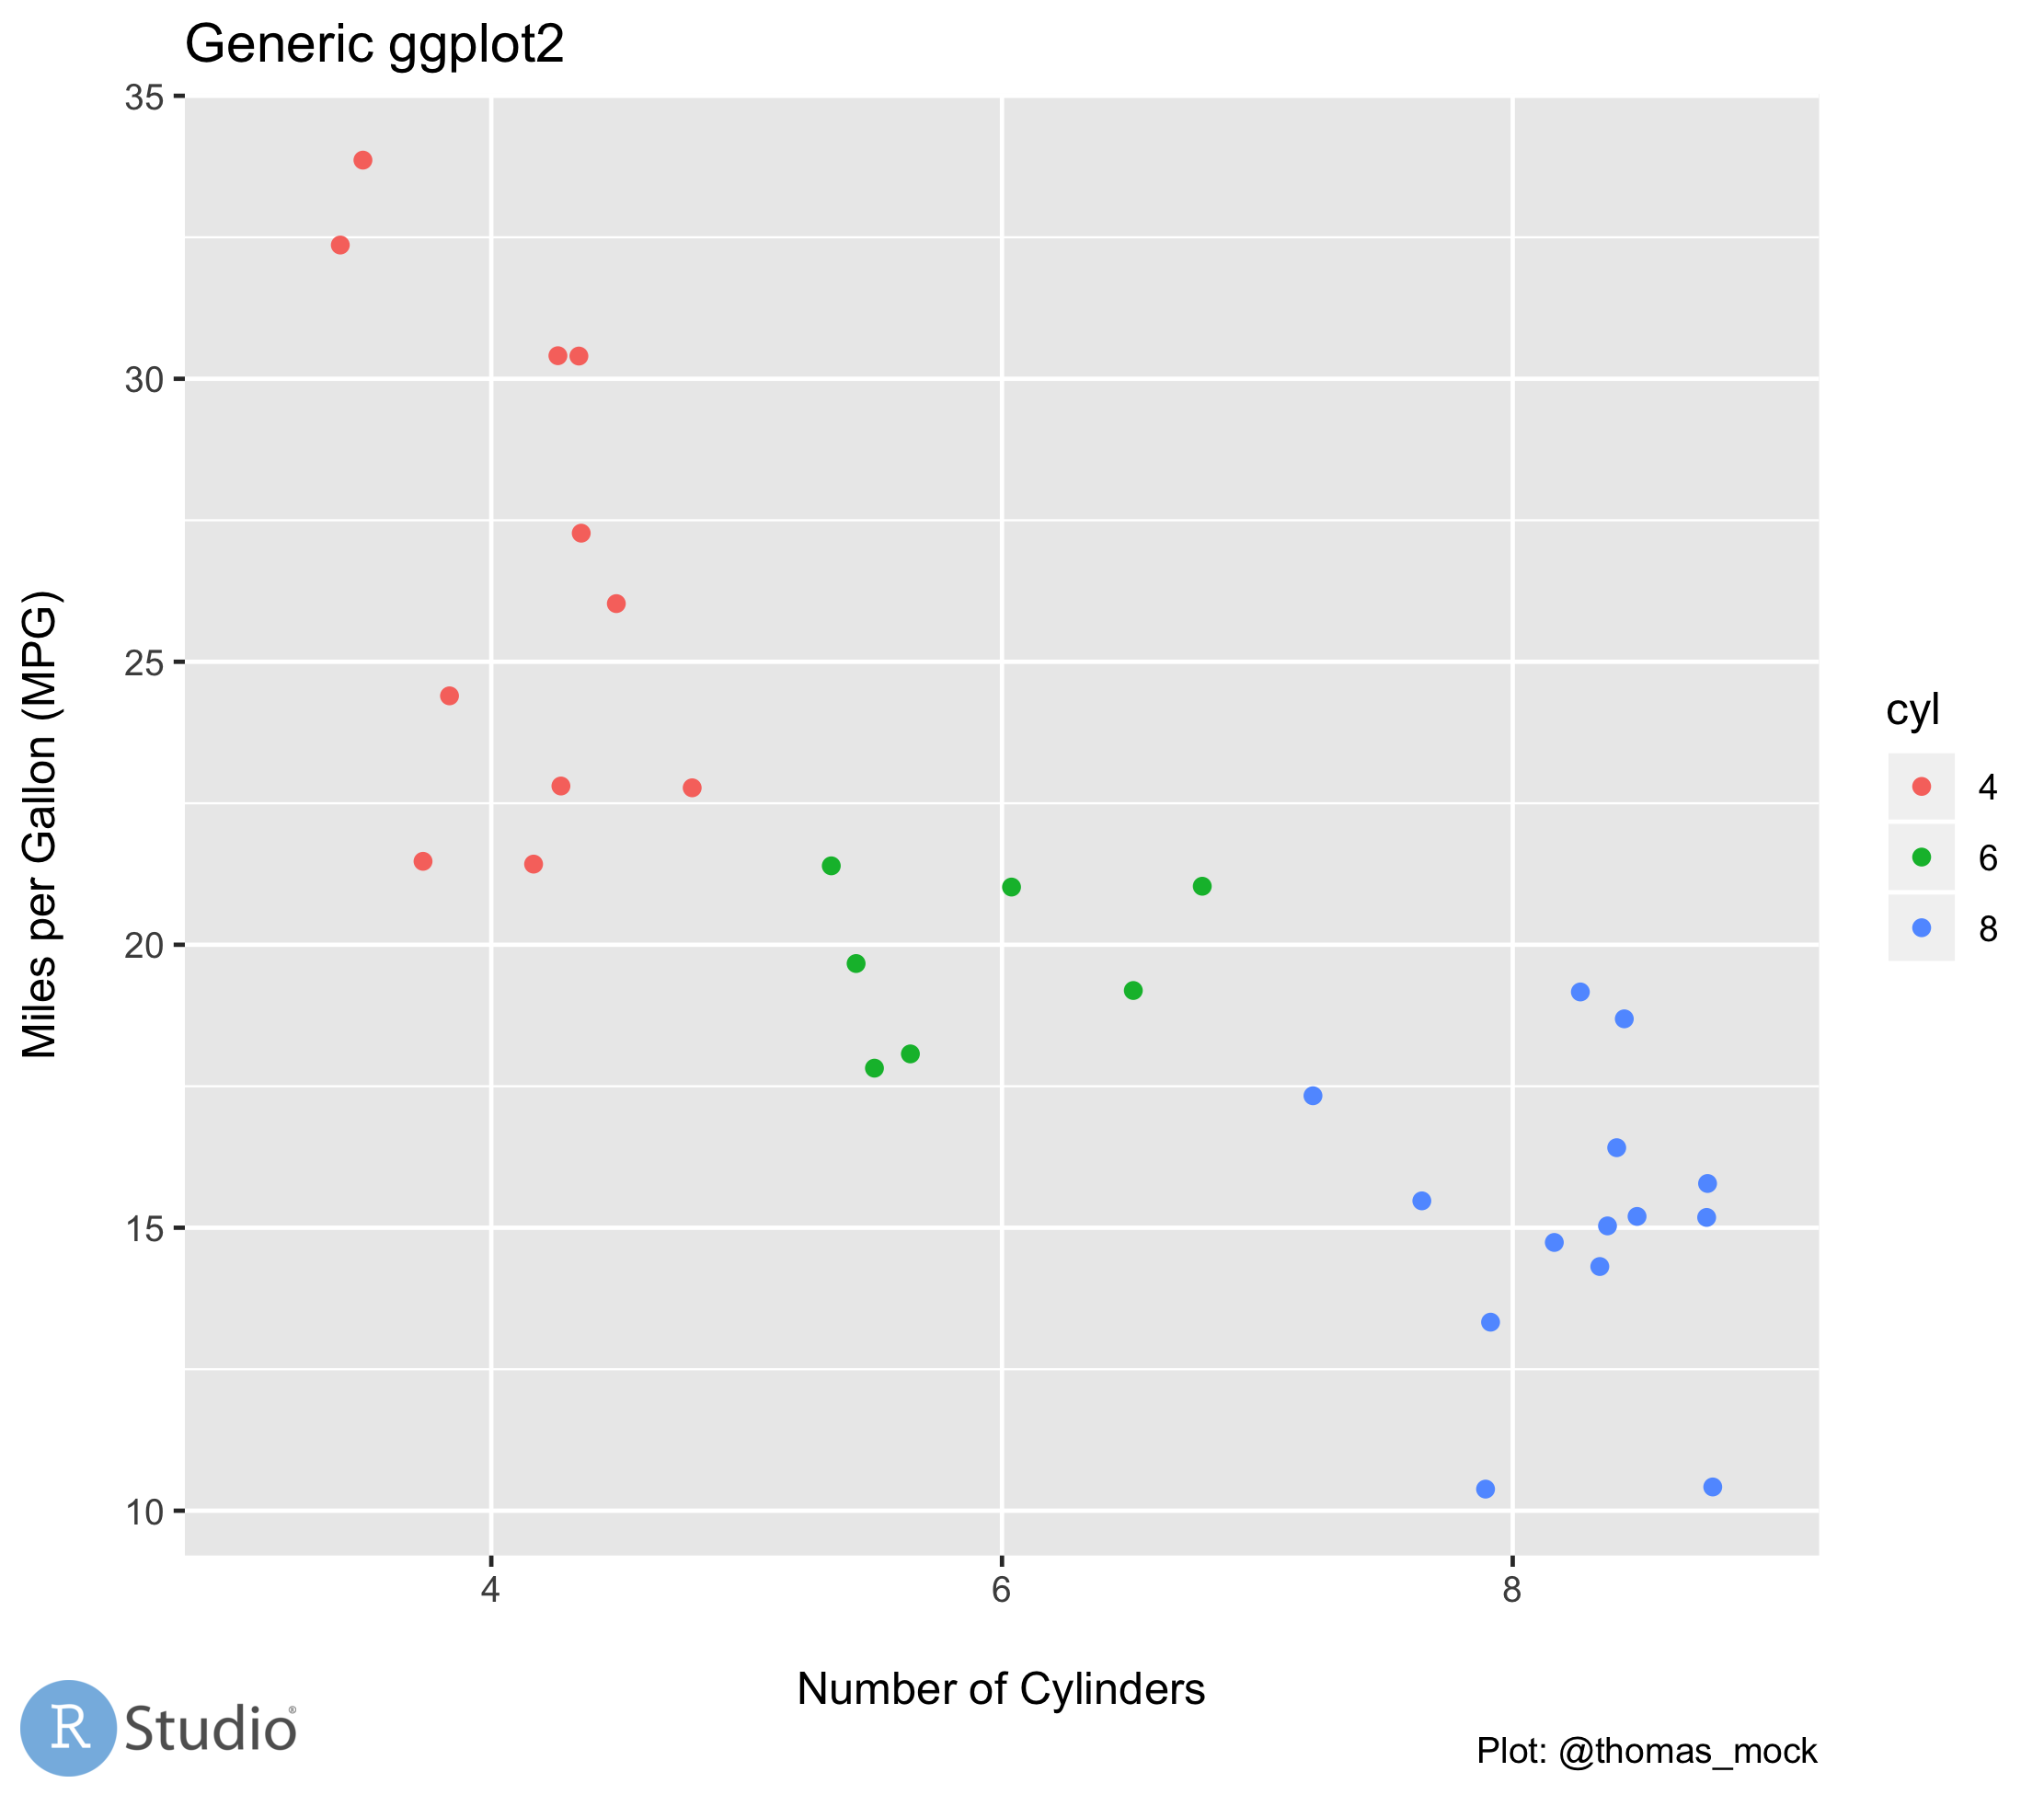 Generic ggplot2
35
30
25
20
15
10
Miles per Gallon (MPG)
4
6
8
Number of Cylinders
cyl
4
6
8
R Studio®
Plot: @thomas_mock